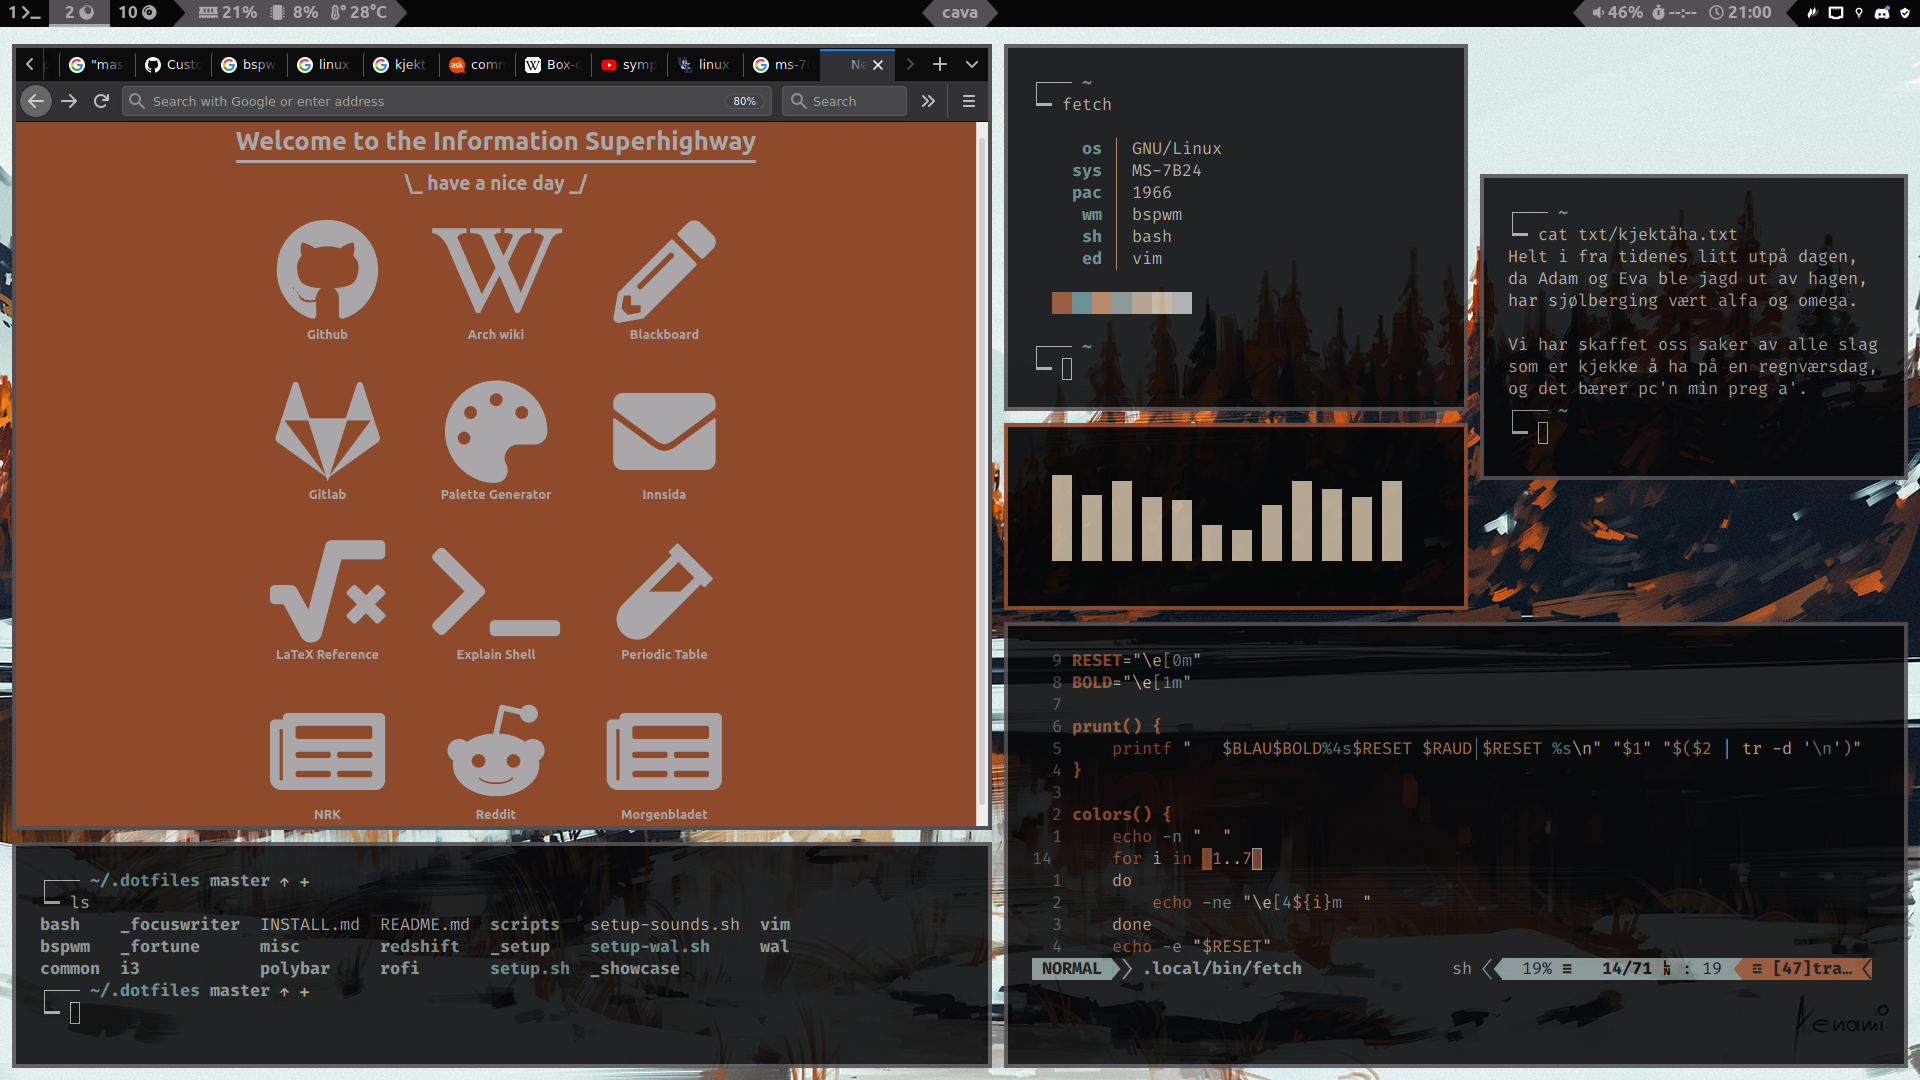 1 2 10 21% 8% 28°C
cava
46% --:-- 21:00
"mas Custo bspw linux kjekt comm Box-d symp linux ms-7 Ne
Search with Google or enter address 80% Search
Welcome to the Information Superhighway
\_ have a nice day _/
Github Arch wiki Blackboard
Gitlab Palette Generator Innsida
LaTeX Reference Explain Shell Periodic Table
NRK Reddit Morgenbladet
~/.dotfiles master ↑ +
ls
bash _focuswriter INSTALL.md README.md scripts setup-sounds.sh vim
bspwm _fortune misc redshift _setup setup-wal.sh wal
common i3 polybar rofi setup.sh _showcase
~/.dotfiles master ↑ +
~
fetch
os GNU/Linux
sys MS-7B24
pac 1966
wm bspwm
sh bash
ed vim
~
~
cat txt/kjektåha.txt
Helt i fra tidenes litt utpå dagen,
da Adam og Eva ble jagd ut av hagen,
har sjølberging vært alfa og omega.
Vi har skaffet oss saker av alle slag
som er kjekke å ha på en regnværsdag,
og det bærer pc'n min preg a'.
~
9 RESET="\e[0m"
8 BOLD="\e[1m"
7
6 prunt() {
5 printf "   $BLAU$BOLD%4s$RESET $RAUD│$RESET %s\n" "$1" "$($2 | tr -d '\n')"
4 }
3
2 colors() {
1 echo -n "  "
14 for i in {1..7}
1 do
2 echo -ne "\e[4${i}m  "
3 done
4 echo -e "$RESET"
NORMAL .local/bin/fetch sh 19% ≡ 14/71 : 19 [47]tra…
Aenami